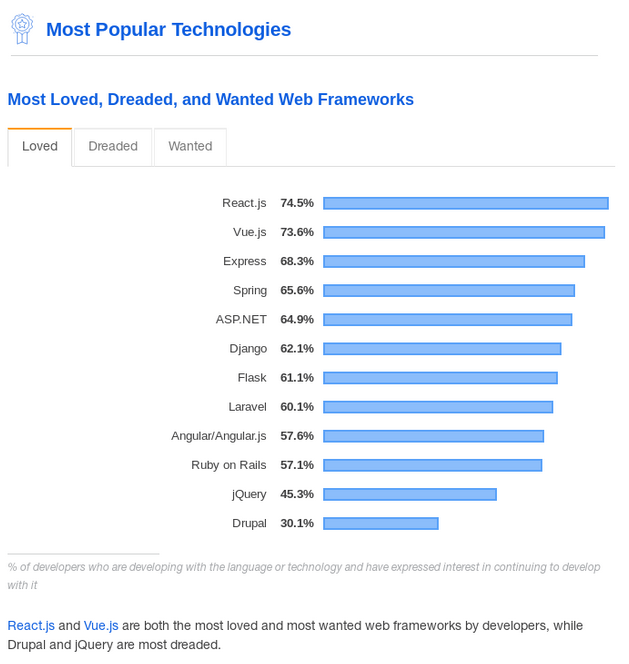 Most Popular Technologies
Most Loved, Dreaded, and Wanted Web Frameworks
Loved Dreaded Wanted
React.js 74.5%
Vue.js 73.6%
Express 68.3%
Spring 65.6%
ASP.NET 64.9%
Django 62.1%
Flask 61.1%
Laravel 60.1%
Angular/Angular.js 57.6%
Ruby on Rails 57.1%
jQuery 45.3%
Drupal 30.1%
% of developers who are developing with the language or technology and have expressed interest in continuing to develop
with it
React.js and Vue.js are both the most loved and most wanted web frameworks by developers, while
Drupal and jQuery are most dreaded.